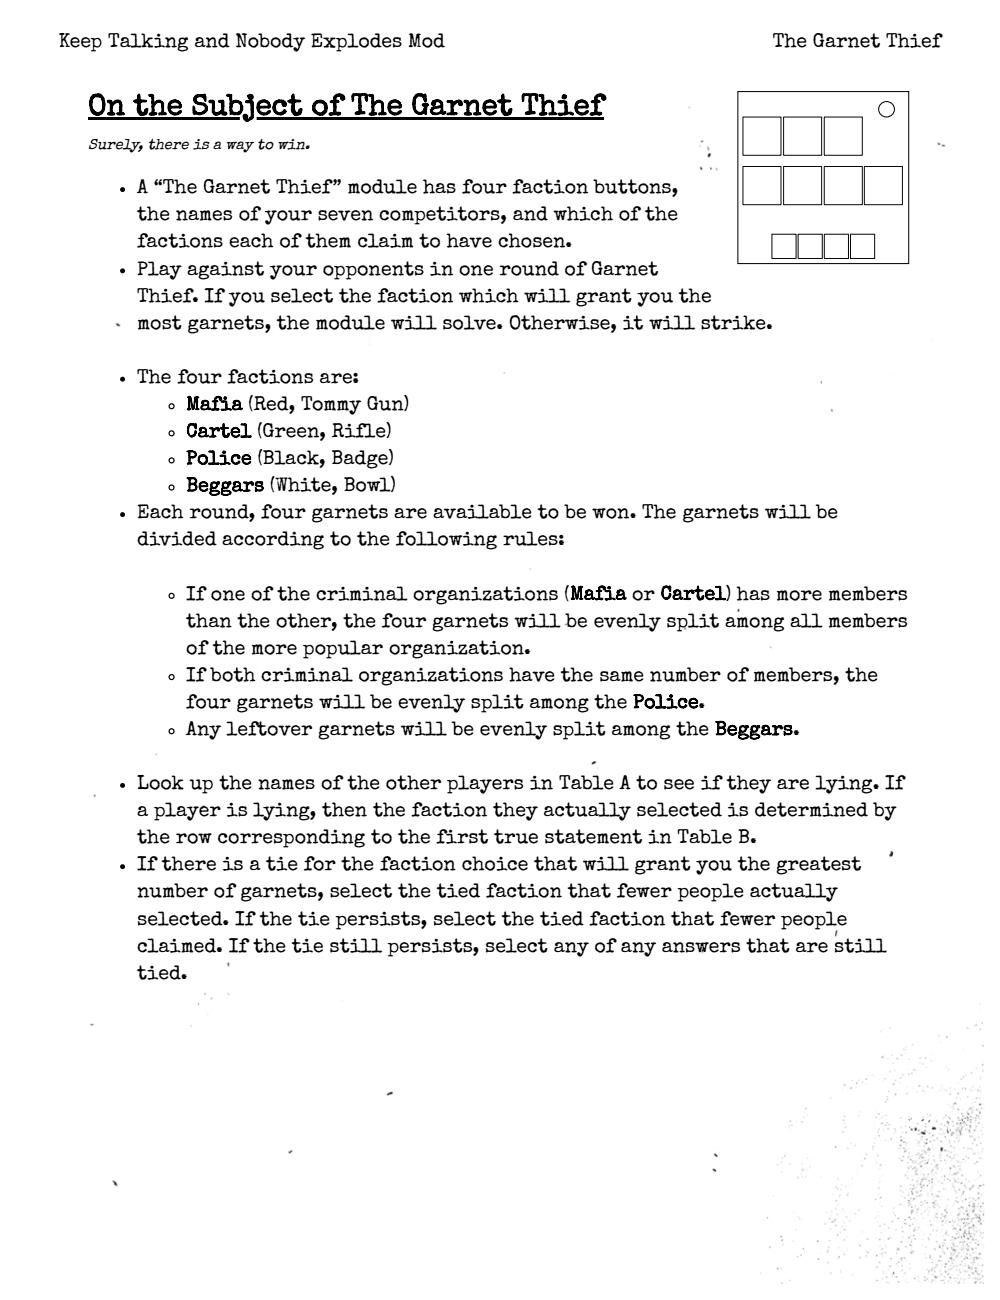 Keep Talking and Nobody Explodes Mod
The Garnet Thief
On the Subject of The Garnet Thief
Surely, there is a way to win.
• A “The Garnet Thief” module has four faction buttons,
the names of your seven competitors, and which of the
factions each of them claim to have chosen.
• Play against your opponents in one round of Garnet
Thief. If you select the faction which will grant you the
most garnets, the module will solve. Otherwise, it will strike.
• The four factions are:
◦ Mafia (Red, Tommy Gun)
◦ Cartel (Green, Rifle)
◦ Police (Black, Badge)
◦ Beggars (White, Bowl)
• Each round, four garnets are available to be won. The garnets will be
divided according to the following rules:
◦ If one of the criminal organizations (Mafia or Cartel) has more members
than the other, the four garnets will be evenly split among all members
of the more popular organization.
◦ If both criminal organizations have the same number of members, the
four garnets will be evenly split among the Police.
◦ Any leftover garnets will be evenly split among the Beggars.
• Look up the names of the other players in Table A to see if they are lying. If
a player is lying, then the faction they actually selected is determined by
the row corresponding to the first true statement in Table B.
• If there is a tie for the faction choice that will grant you the greatest
number of garnets, select the tied faction that fewer people actually
selected. If the tie persists, select the tied faction that fewer people
claimed. If the tie still persists, select any of any answers that are still
tied.